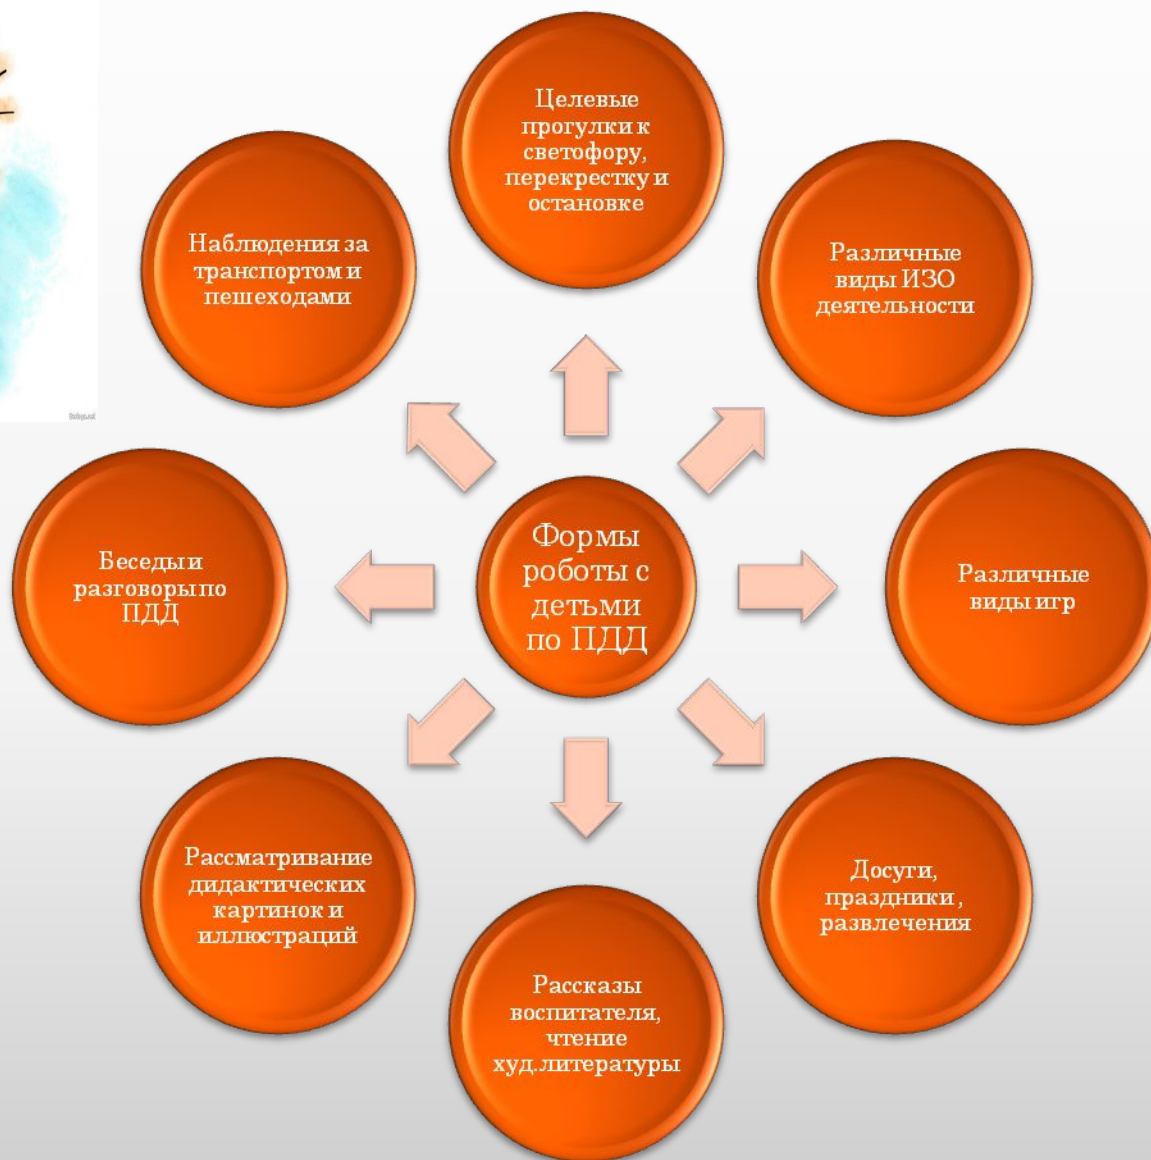 Целевые
прогулки к
светофору,
перекрестку и
остановке
Наблюдения за
транспортом и
пешеходами
Различные
виды ИЗО
деятельности
Формы
роботы с
детьми
по ПДД
Беседы и
разговоры по
ПДД
Различные
виды игр
Рассматривание
дидактических
картинок и
иллюстраций
Досуги,
праздники ,
развлечения
Рассказы
воспитателя,
чтение
худ.литературы